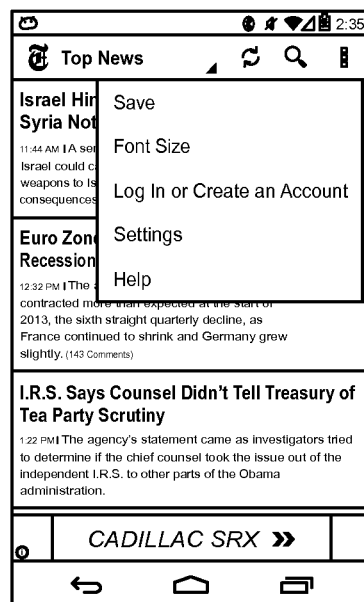 2:35
T Top News
Israel Hin
Syria Not
Save
11:44 AM | A ser
Israel could c
weapons to Is
consequences
Font Size
Log In or Create an Account
Settings
Help
Euro Zon
Recession
12:32 PM | The
contracted more than expected at the start of
2013, the sixth straight quarterly decline, as
France continued to shrink and Germany grew
slightly. (143 Comments)
I.R.S. Says Counsel Didn't Tell Treasury of
Tea Party Scrutiny
1:22 PM | The agency's statement came as investigators tried
to determine if the chief counsel took the issue out of the
independent I.R.S. to other parts of the Obama
administration.
CADILLAC SRX »